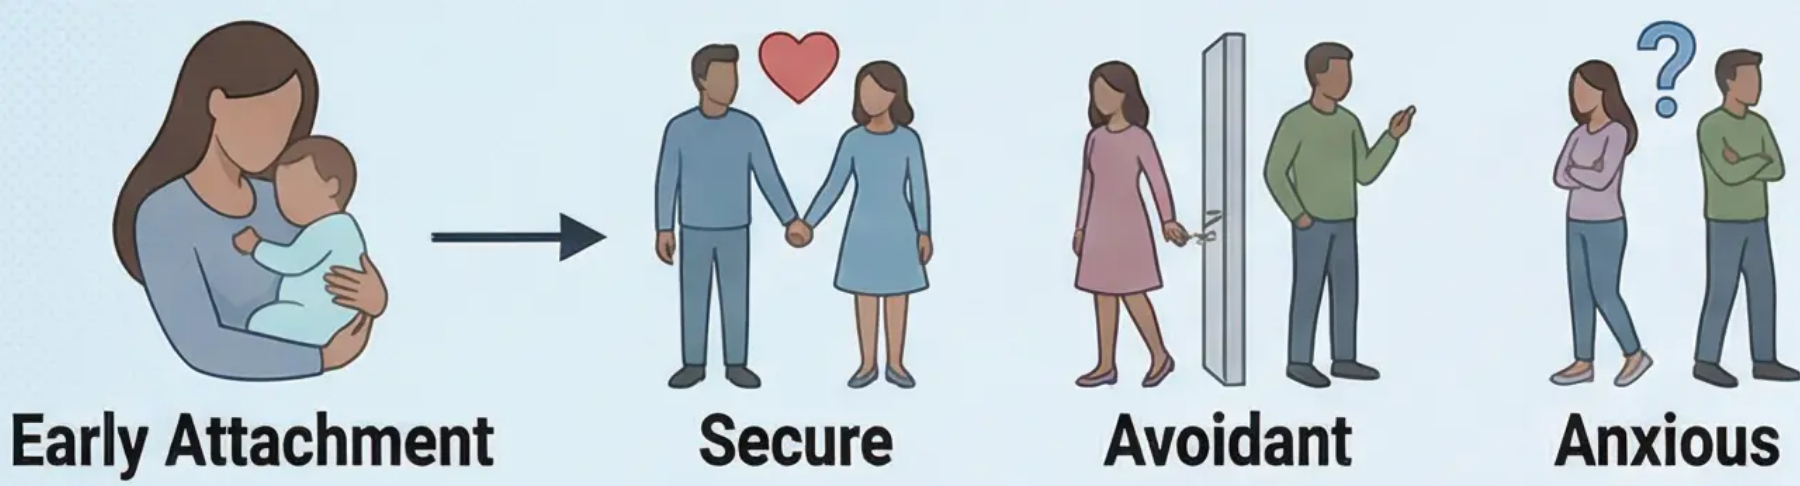 ?
Early Attachment
Secure
Avoidant
Anxious